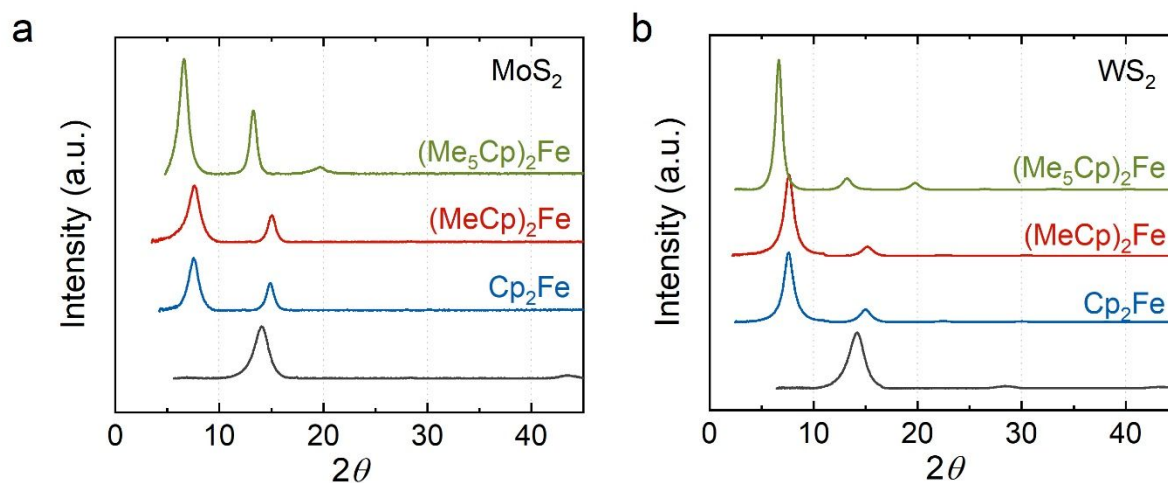 a
MoS₂
(Me₅Cp)₂Fe
(MeCp)₂Fe
Cp₂Fe
Intensity (a.u.)
0 10 20 30 40
2θ
b
WS₂
(Me₅Cp)₂Fe
(MeCp)₂Fe
Cp₂Fe
Intensity (a.u.)
0 10 20 30 40
2θ